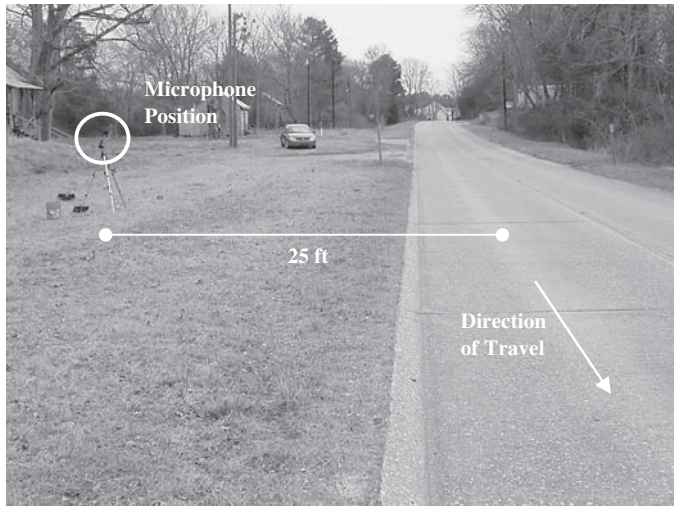 Microphone
Position
25 ft
Direction
of Travel